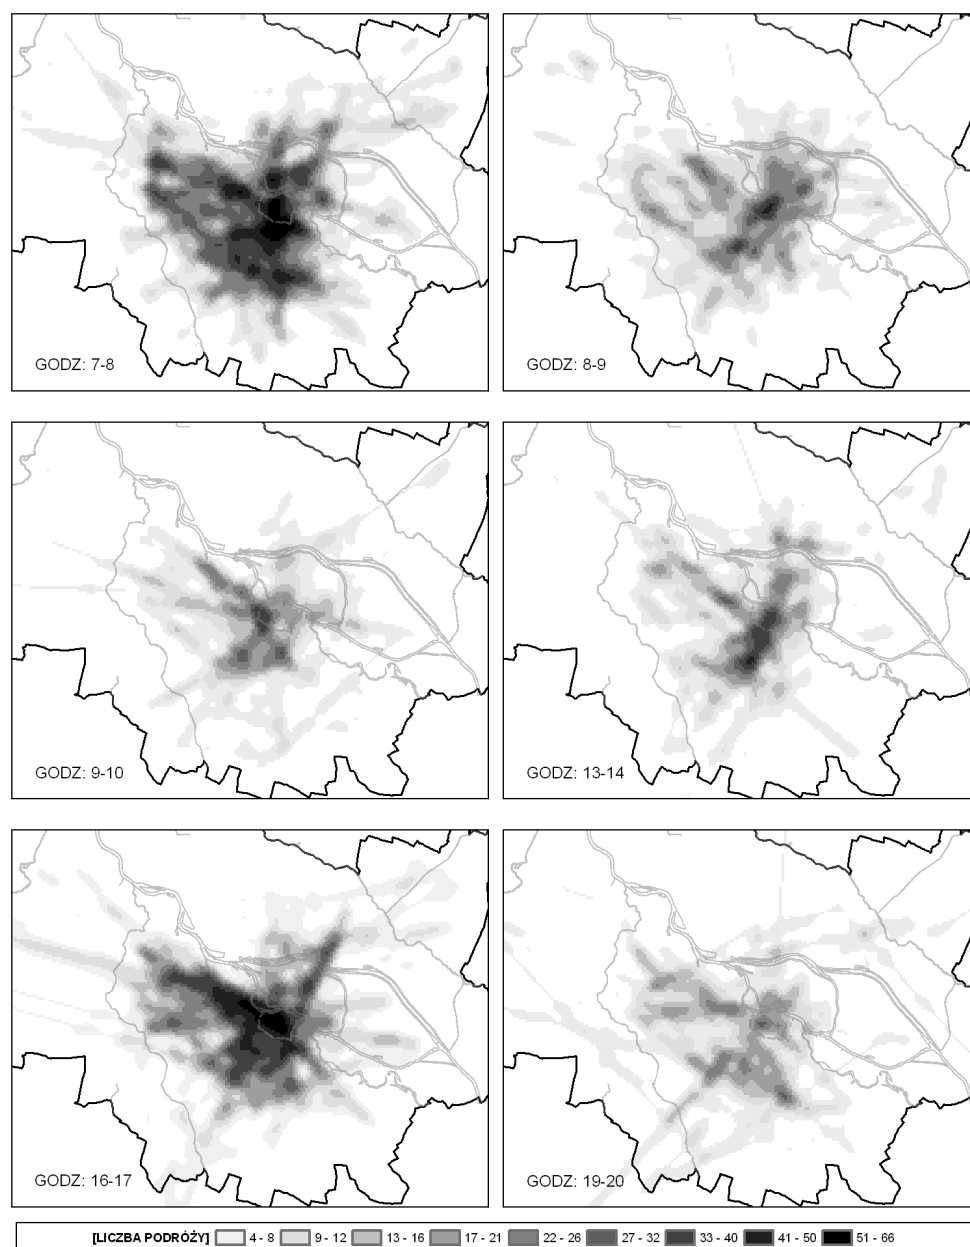 GODZ: 7-8
GODZ: 8-9
GODZ: 9-10
GODZ: 13-14
GODZ: 16-17
GODZ: 19-20
[LICZBA PODRÓŻY] 4 - 8 9 - 12 13 - 16 17 - 21 22 - 26 27 - 32 33 - 40 41 - 50 51 - 66